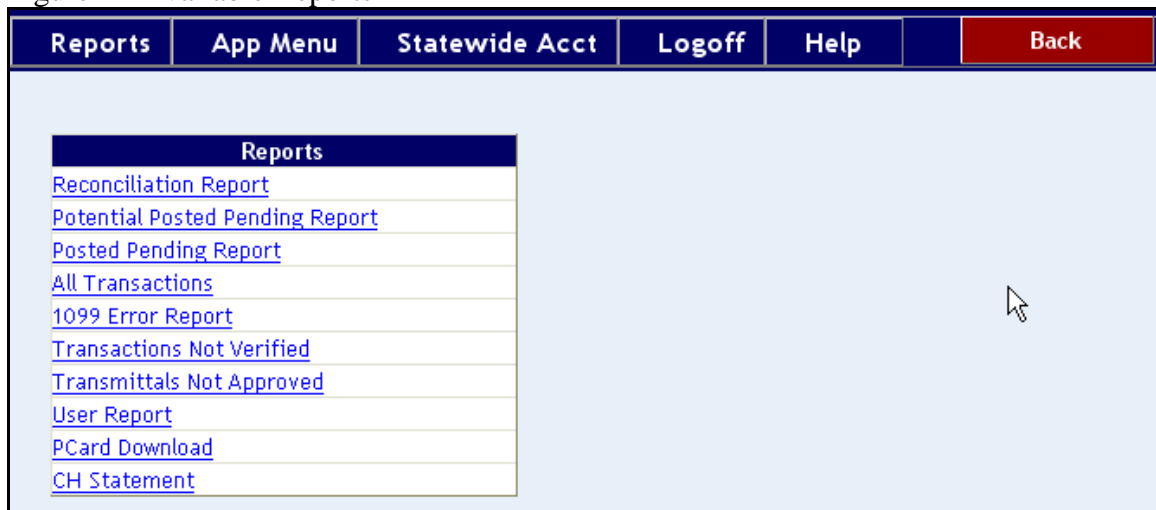 Reports App Menu Statewide Acct Logoff Help Back
Reports
Reconciliation Report
Potential Posted Pending Report
Posted Pending Report
All Transactions
1099 Error Report
Transactions Not Verified
Transmittals Not Approved
User Report
PCard Download
CH Statement